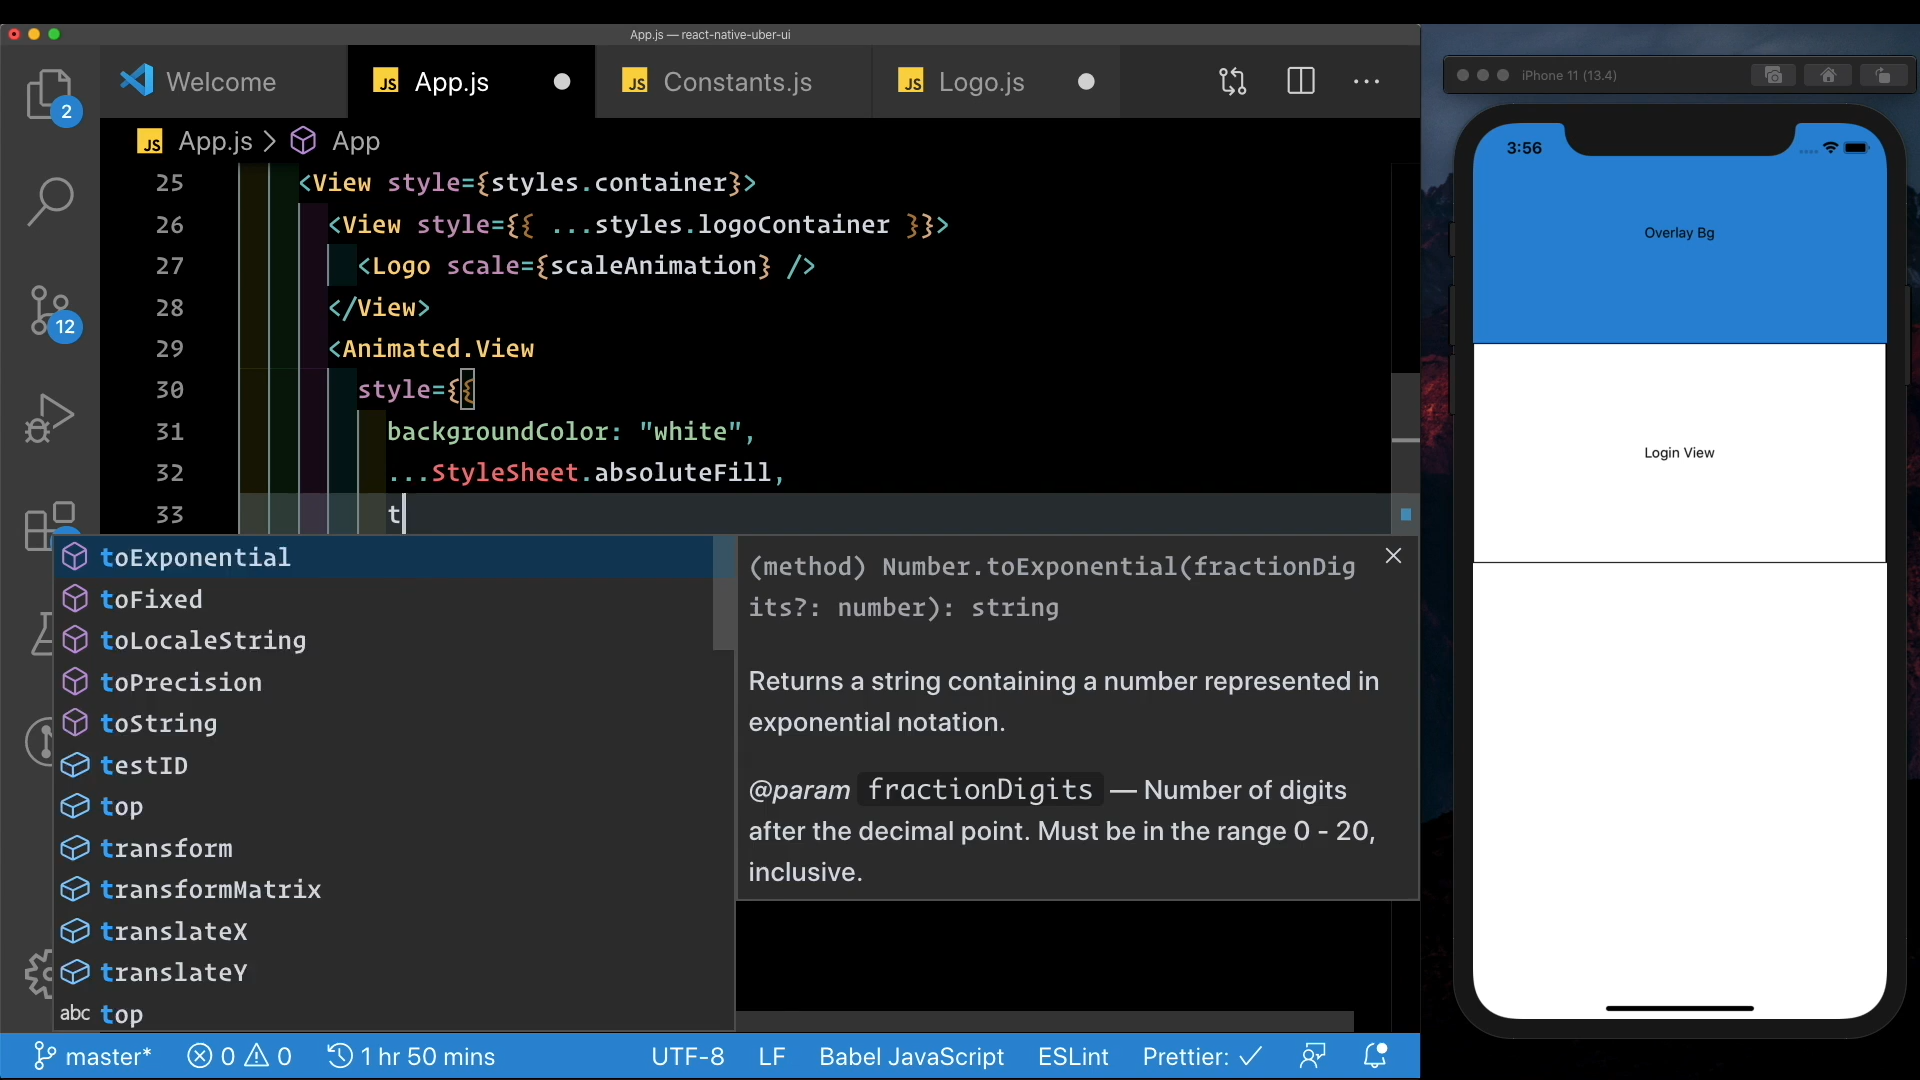 App.js — react-native-uber-ui
Welcome
JS App.js
JS Constants.js
JS Logo.js
2
12
JS App.js > App
25 <View style={styles.container}>
26 <View style={{ ...styles.logoContainer }}>
27 <Logo scale={scaleAnimation} />
28 </View>
29 <Animated.View
30 style={{
31 backgroundColor: "white",
32 ...StyleSheet.absoluteFill,
33 t
toExponential
toFixed
toLocaleString
toPrecision
toString
testID
top
transform
transformMatrix
translateX
translateY
abc top
(method) Number.toExponential(fractionDig
its?: number): string
Returns a string containing a number represented in
exponential notation.
@param fractionDigits — Number of digits
after the decimal point. Must be in the range 0 - 20,
inclusive.
master* 0 0 1 hr 50 mins UTF-8 LF Babel JavaScript ESLint Prettier: ✓
iPhone 11 (13.4)
3:56
Overlay Bg
Login View